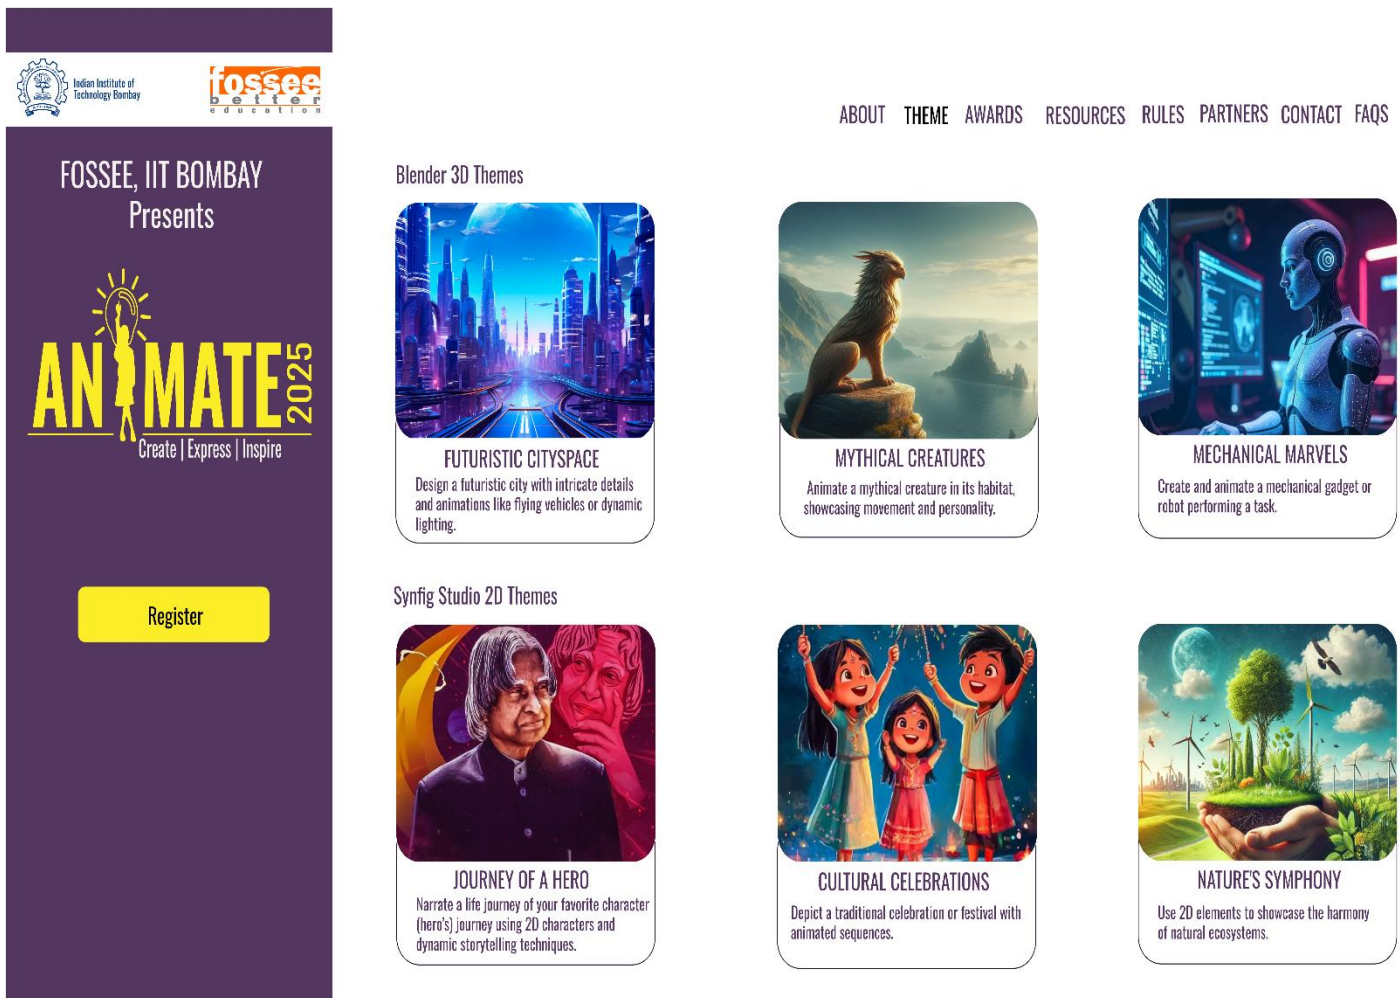 Indian Institute of
Technology Bombay
fossee
better
education
FOSSEE, IIT BOMBAY
Presents
ANIMATE 2025
Create | Express | Inspire
Register
ABOUT THEME AWARDS RESOURCES RULES PARTNERS CONTACT FAQS
Blender 3D Themes
FUTURISTIC CITYSPACE
Design a futuristic city with intricate details
and animations like flying vehicles or dynamic
lighting.
MYTHICAL CREATURES
Animate a mythical creature in its habitat,
showcasing movement and personality.
MECHANICAL MARVELS
Create and animate a mechanical gadget or
robot performing a task.
Synfig Studio 2D Themes
JOURNEY OF A HERO
Narrate a life journey of your favorite character
(hero's) journey using 2D characters and
dynamic storytelling techniques.
CULTURAL CELEBRATIONS
Depict a traditional celebration or festival with
animated sequences.
NATURE'S SYMPHONY
Use 2D elements to showcase the harmony
of natural ecosystems.